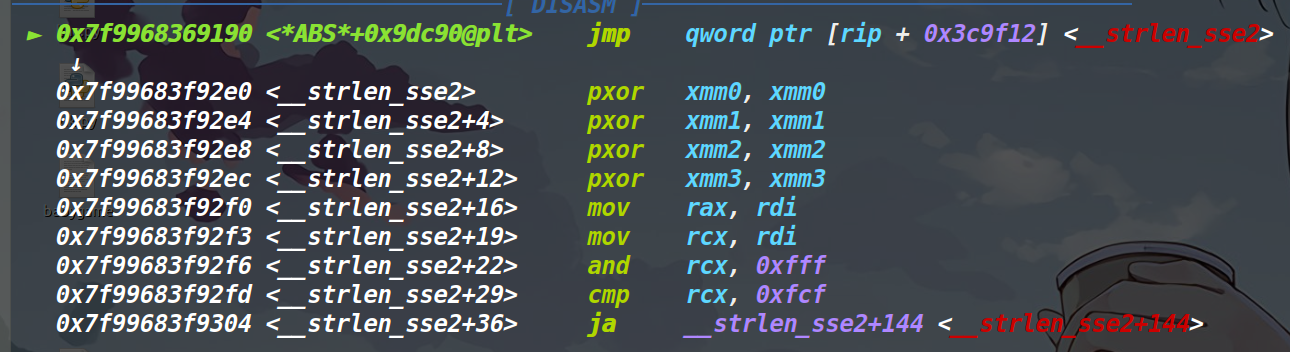 [ DISASM ]
► 0x7f9968369190 <*ABS*+0x9dc90@plt> jmp qword ptr [rip + 0x3c9f12] <__strlen_sse2>
↓
0x7f99683f92e0 <__strlen_sse2> pxor xmm0, xmm0
0x7f99683f92e4 <__strlen_sse2+4> pxor xmm1, xmm1
0x7f99683f92e8 <__strlen_sse2+8> pxor xmm2, xmm2
0x7f99683f92ec <__strlen_sse2+12> pxor xmm3, xmm3
0x7f99683f92f0 <__strlen_sse2+16> mov rax, rdi
0x7f99683f92f3 <__strlen_sse2+19> mov rcx, rdi
0x7f99683f92f6 <__strlen_sse2+22> and rcx, 0xfff
0x7f99683f92fd <__strlen_sse2+29> cmp rcx, 0xfcf
0x7f99683f9304 <__strlen_sse2+36> ja __strlen_sse2+144 <__strlen_sse2+144>